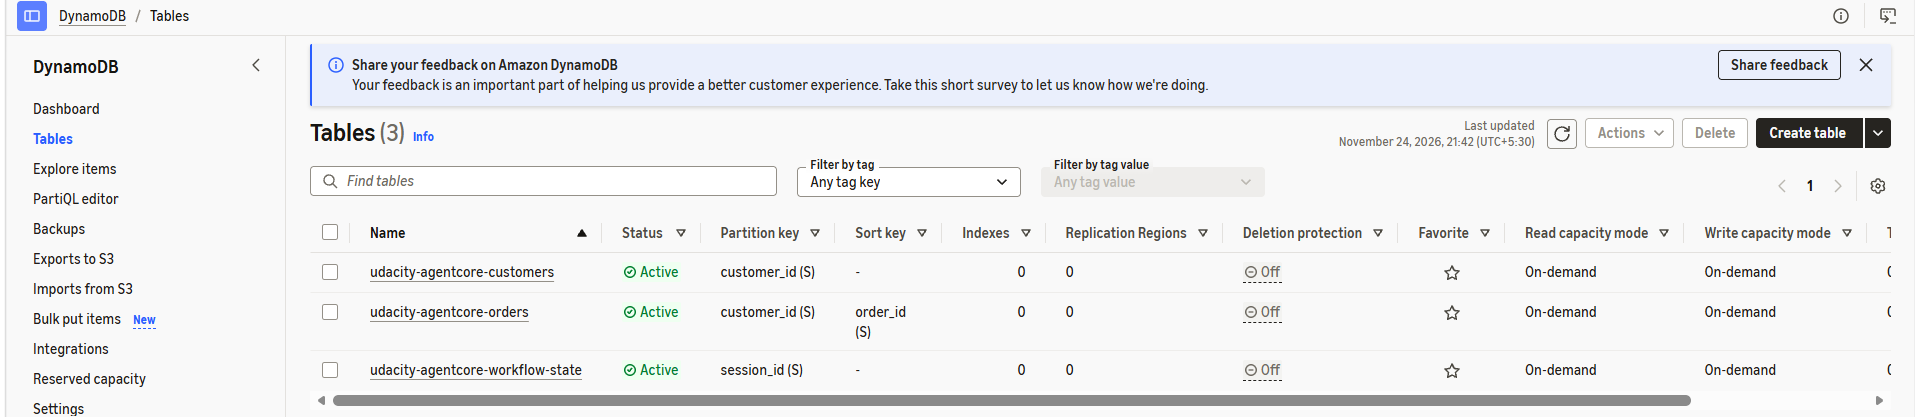 DynamoDB / Tables
DynamoDB
Dashboard
Tables
Explore items
PartiQL editor
Backups
Exports to S3
Imports from S3
Bulk put items New
Integrations
Reserved capacity
Settings
Share your feedback on Amazon DynamoDB
Your feedback is an important part of helping us provide a better customer experience. Take this short survey to let us know how we're doing.
Share feedback
Tables (3) Info
Last updated
November 24, 2026, 21:42 (UTC+5:30)
Actions
Delete
Create table
Find tables
Filter by tag
Any tag key
Filter by tag value
Any tag value
1
Name Status Partition key Sort key Indexes Replication Regions Deletion protection Favorite Read capacity mode Write capacity mode
udacity-agentcore-customers Active customer_id (S) - 0 0 Off On-demand On-demand
udacity-agentcore-orders Active customer_id (S) order_id 0 0 Off On-demand On-demand
(S)
udacity-agentcore-workflow-state Active session_id (S) - 0 0 Off On-demand On-demand